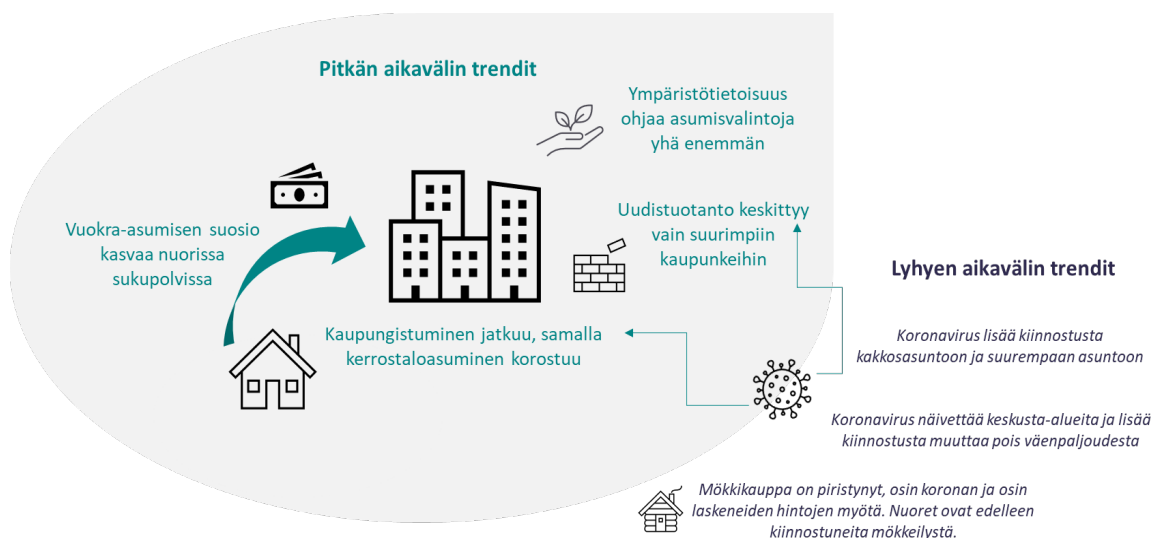 Pitkän aikavälin trendit
Ympäristötietoisuus
ohjaa asumisvalintoja
yhä enemmän
Vuokra-asumisen suosio
kasvaa nuorissa
sukupolvissa
Uudistuotanto keskittyy
vain suurimpiin
kaupunkeihin
Kaupungistuminen jatkuu, samalla
kerrostaloasuminen korostuu
Lyhyen aikavälin trendit
Koronavirus lisää kiinnostusta
kakkosasuntoon ja suurempaan asuntoon
Koronavirus näivettää keskusta-alueita ja lisää
kiinnostusta muuttaa pois väenpaljoudesta
Mökkikauppa on piristynyt, osin koronan ja osin
laskeneiden hintojen myötä. Nuoret ovat edelleen
kiinnostuneita mökkeilystä.